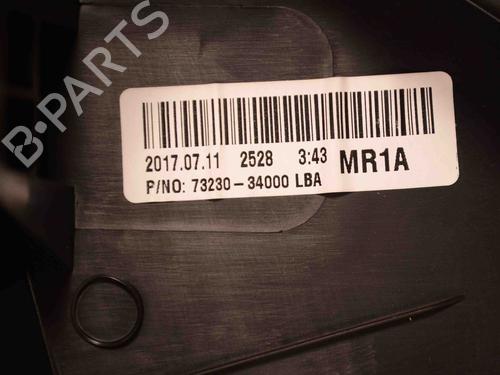 B-PARTS
2017.07.11 2528 3:43 MR1A
P/NO: 73230-34000 LBA